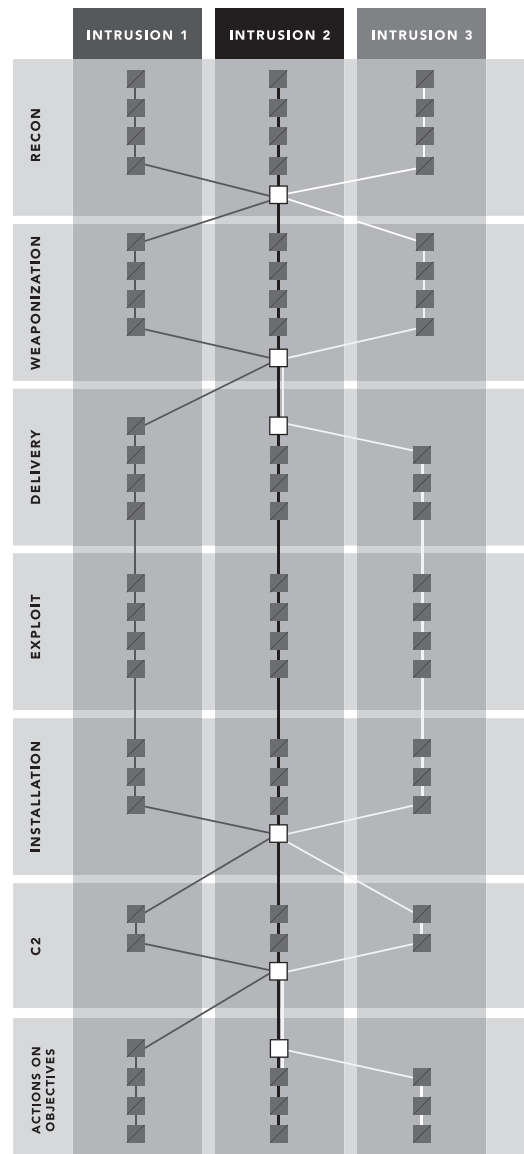 INTRUSION 1
INTRUSION 2
INTRUSION 3
RECON
WEAPONIZATION
DELIVERY
EXPLOIT
INSTALLATION
C2
ACTIONS ON
OBJECTIVES